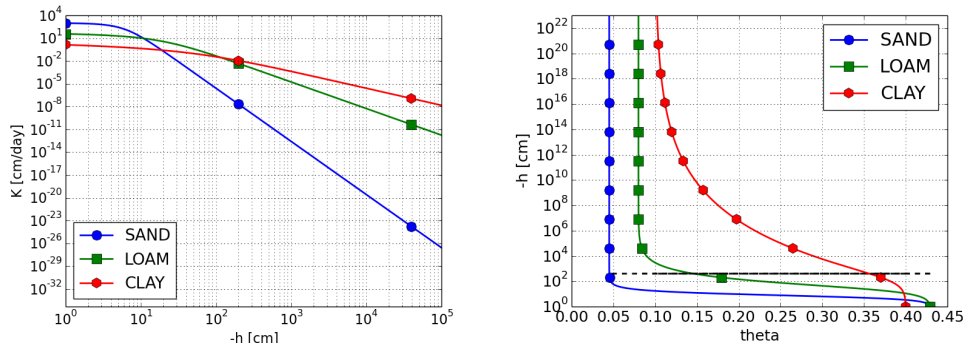 10^4
10^1
10^-2
10^-5
10^-8
10^-11
10^-14
10^-17
10^-20
10^-23
10^-26
10^-29
10^-32
K [cm/day]
SAND
LOAM
CLAY
10^0 10^1 10^2 10^3 10^4 10^5
-h [cm]
10^22
10^20
10^18
10^16
10^14
10^12
10^10
10^8
10^6
10^4
10^2
10^0
-h [cm]
SAND
LOAM
CLAY
0.00 0.05 0.10 0.15 0.20 0.25 0.30 0.35 0.40 0.45
theta